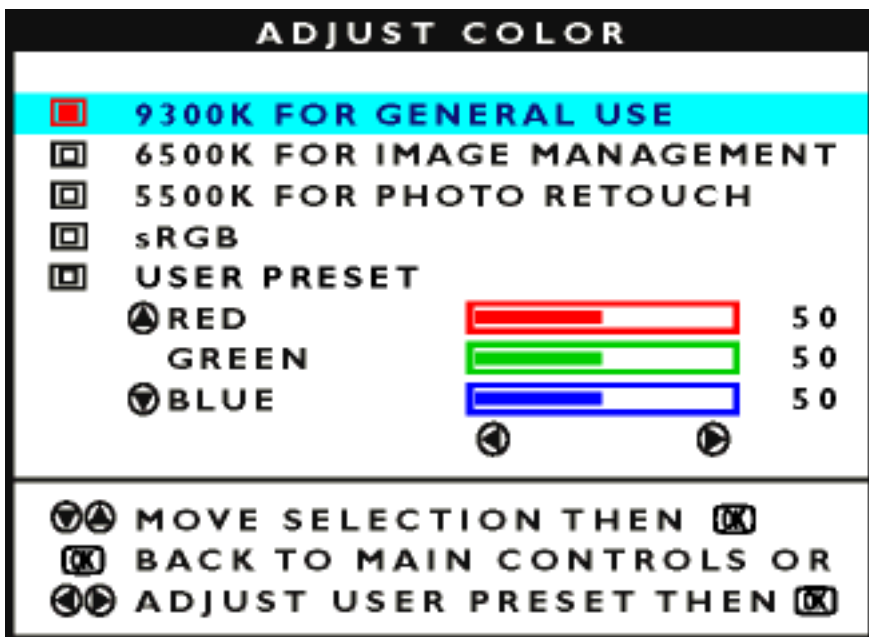 ADJUST COLOR
9300K FOR GENERAL USE
6500K FOR IMAGE MANAGEMENT
5500K FOR PHOTO RETOUCH
sRGB
USER PRESET
RED 50
GREEN 50
BLUE 50
MOVE SELECTION THEN OK
OK BACK TO MAIN CONTROLS OR
ADJUST USER PRESET THEN OK